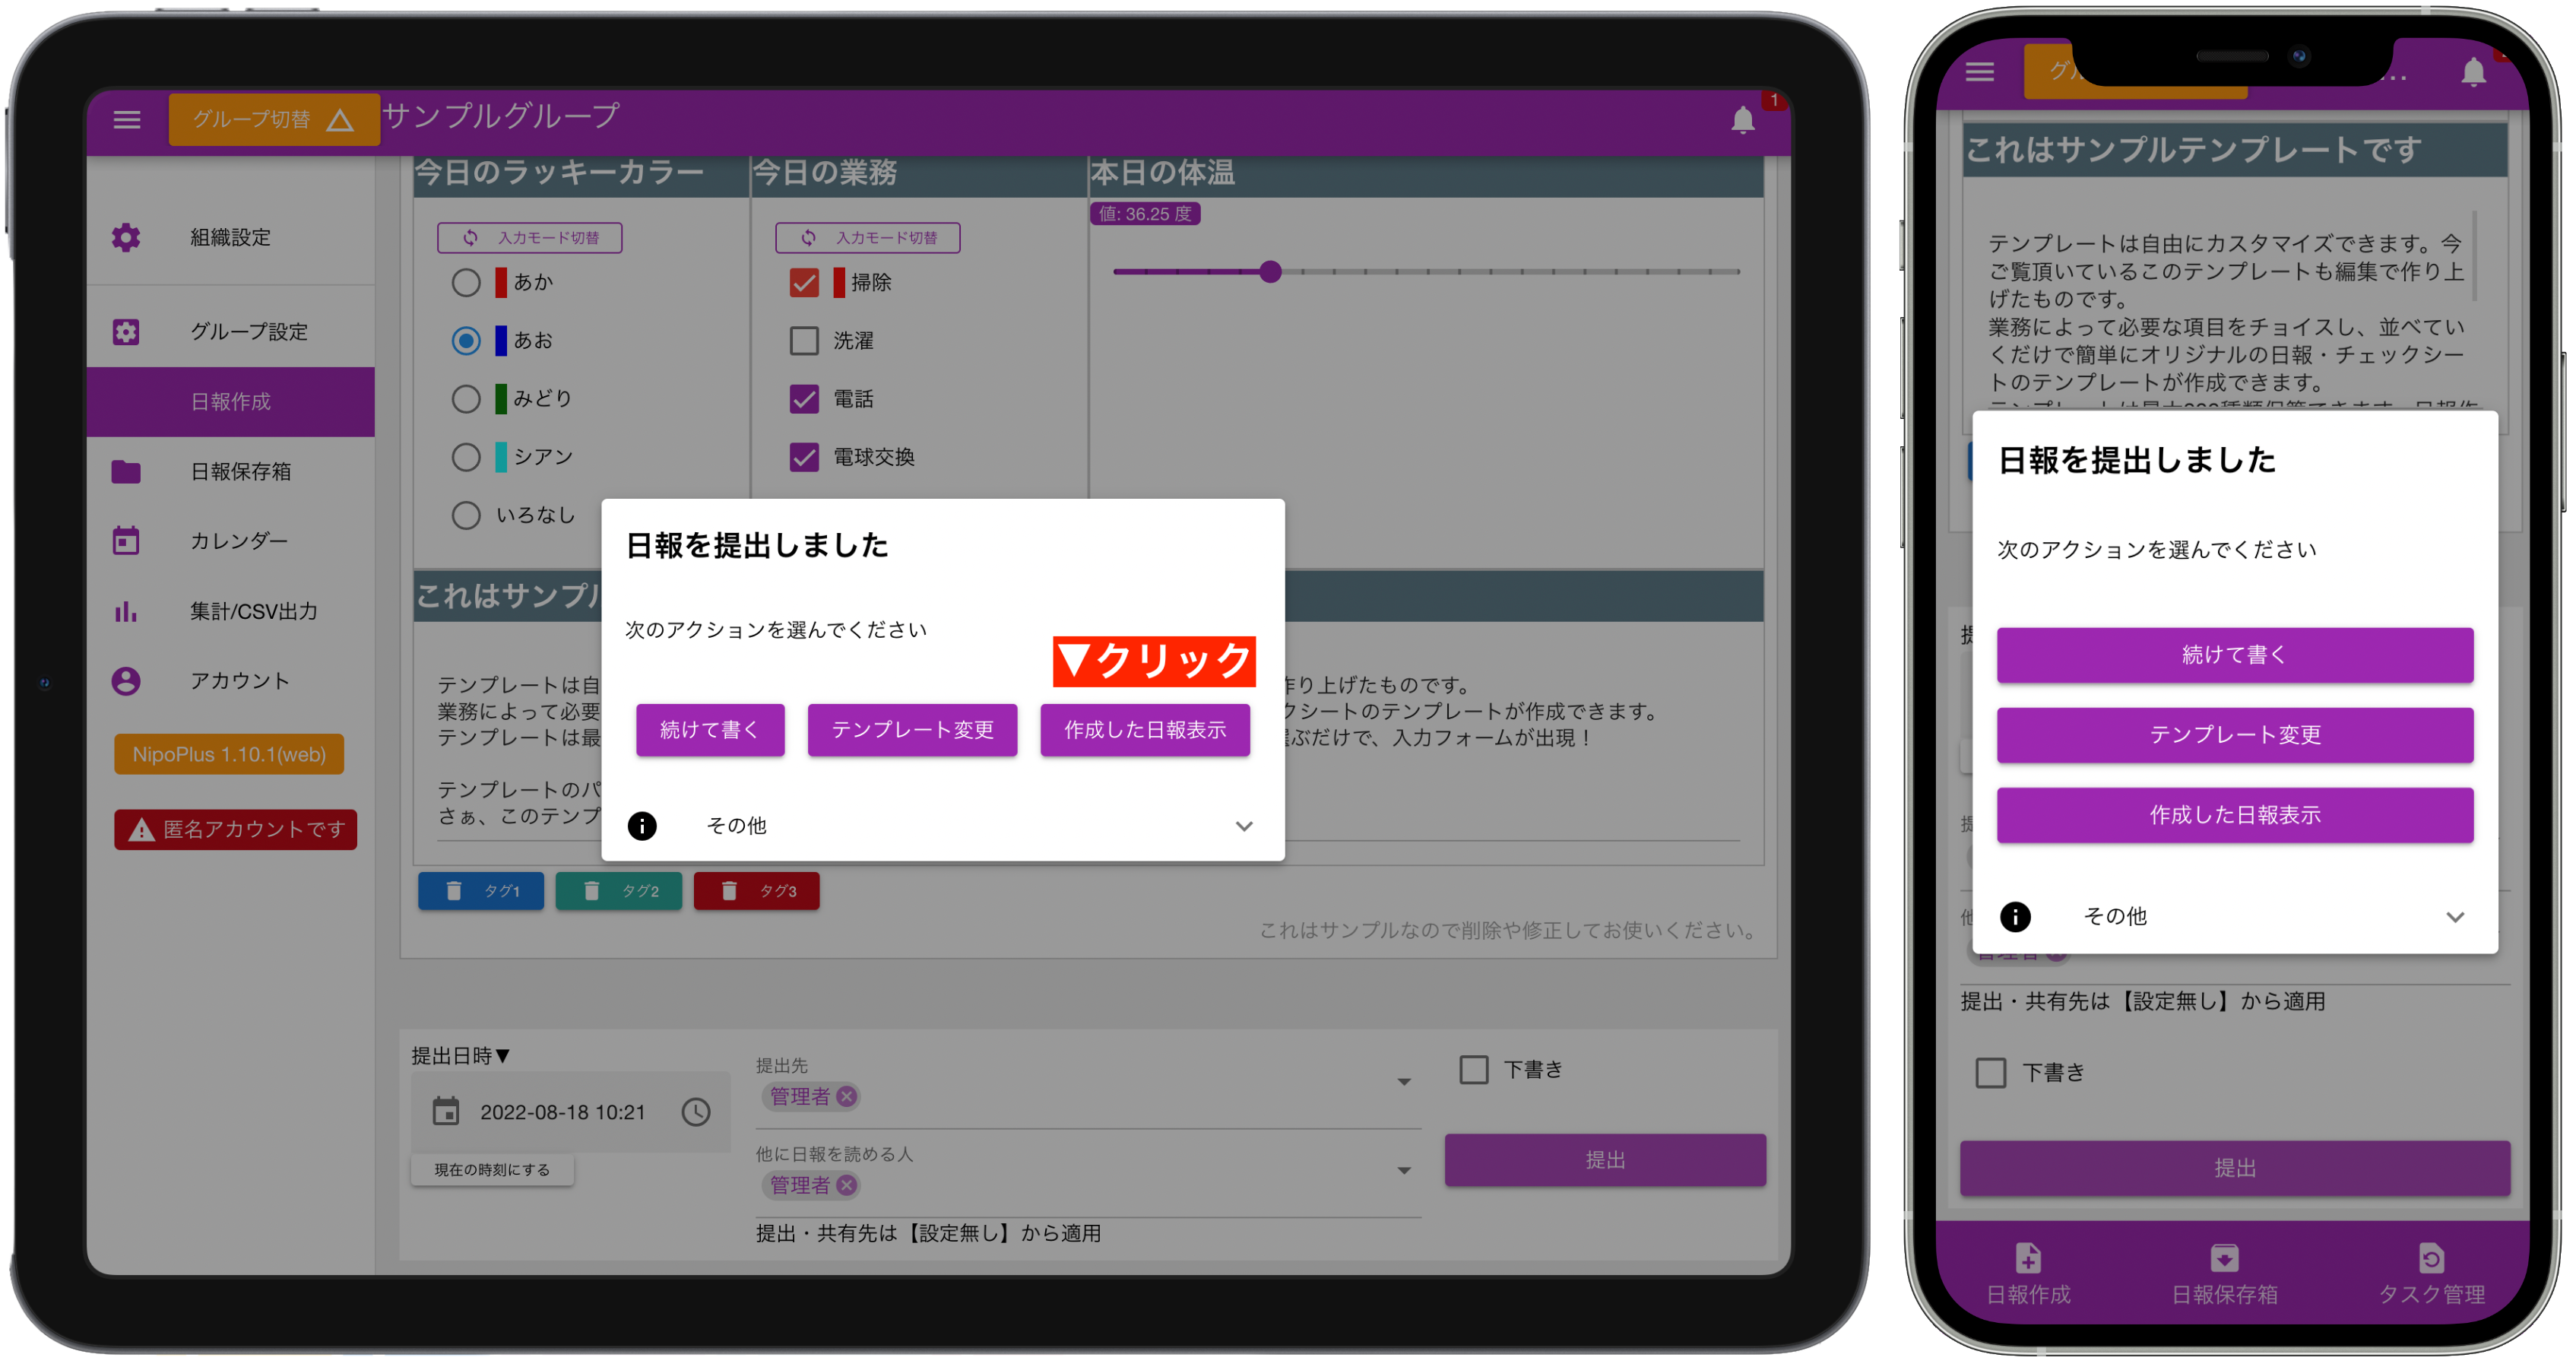 グループ切替
サンプルグループ
1
組織設定
グループ設定
日報作成
日報保存箱
カレンダー
集計/CSV出力
アカウント
NipoPlus 1.10.1(web)
匿名アカウントです
今日のラッキーカラー
入力モード切替
あか
あお
みどり
シアン
いろなし
今日の業務
入力モード切替
掃除
洗濯
電話
電球交換
本日の体温
値: 36.25 度
これはサンプル
テンプレートは自
作り上げたものです。
業務によって必要
クシートのテンプレートが作成できます。
テンプレートは最
ぶだけで、入力フォームが出現！
テンプレートのパ
さぁ、このテンプ
日報を提出しました
次のアクションを選んでください
▼クリック
続けて書く
テンプレート変更
作成した日報表示
その他
タグ1
タグ2
タグ3
これはサンプルなので削除や修正してお使いください。
提出日時▼
2022-08-18 10:21
現在の時刻にする
提出先
管理者
他に日報を読める人
管理者
提出・共有先は【設定無し】から適用
下書き
提出
グル
...
これはサンプルテンプレートです
テンプレートは自由にカスタマイズできます。今
ご覧頂いているこのテンプレートも編集で作り上
げたものです。
業務によって必要な項目をチョイスし、並べてい
くだけで簡単にオリジナルの日報・チェックシー
トのテンプレートが作成できます。
日報を提出しました
次のアクションを選んでください
続けて書く
テンプレート変更
作成した日報表示
その他
提出・共有先は【設定無し】から適用
下書き
提出
日報作成
日報保存箱
タスク管理